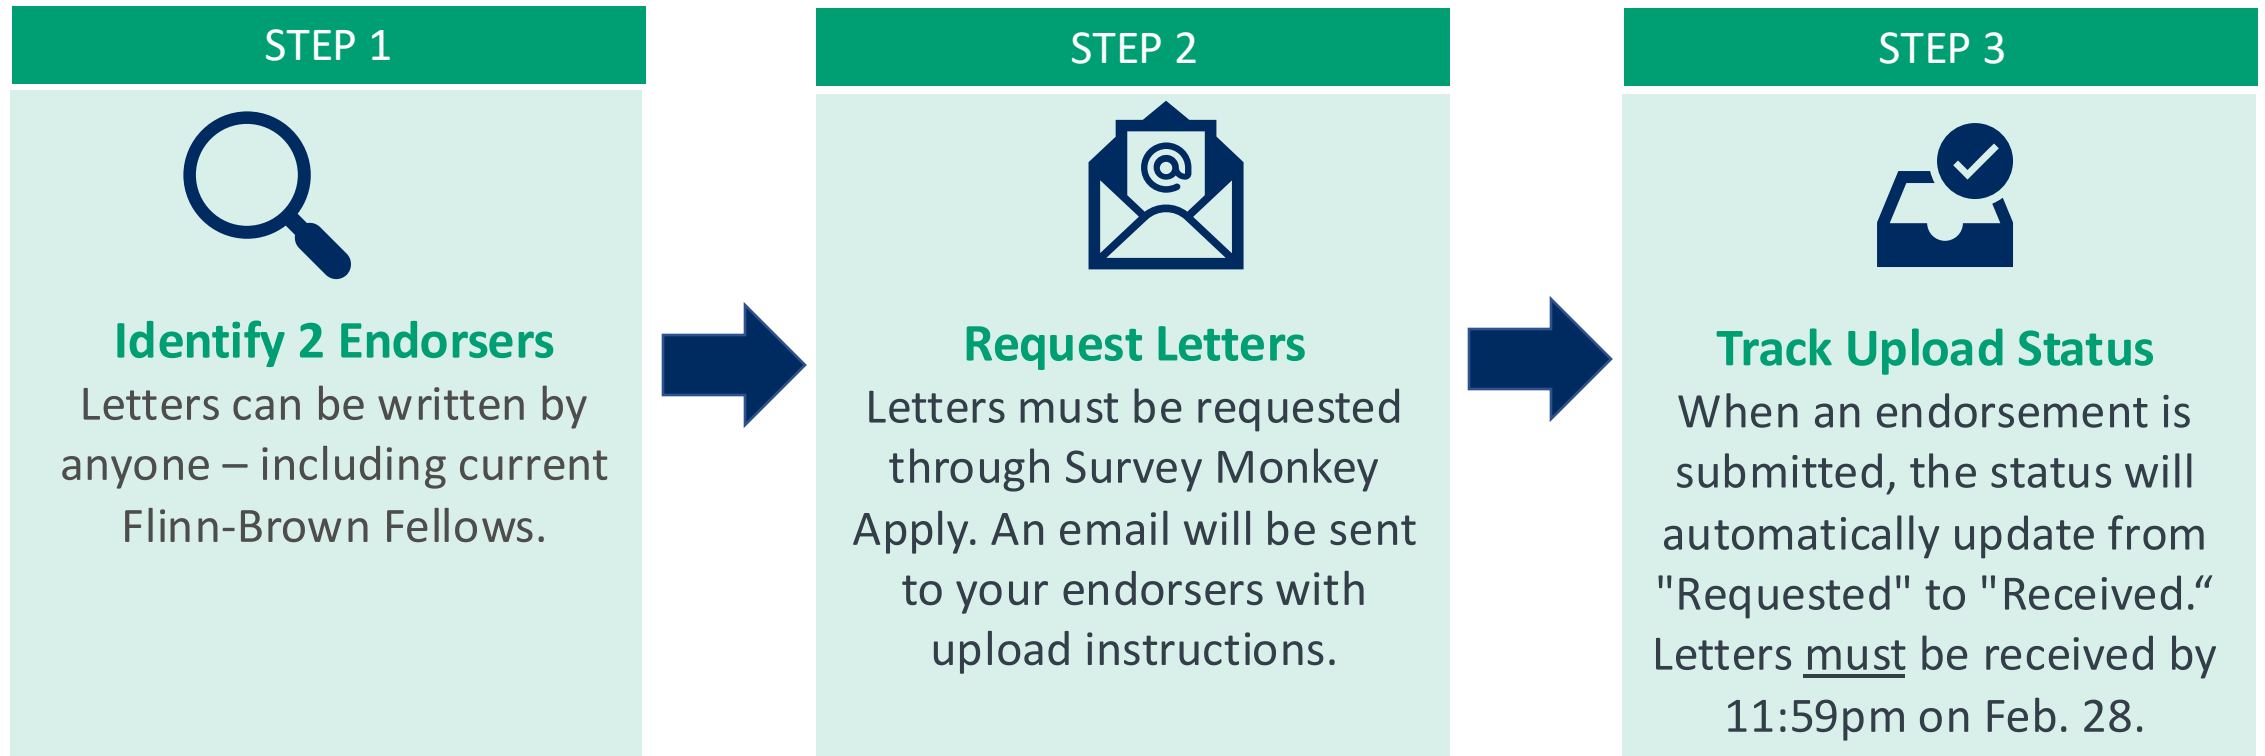 STEP 1
Identify 2 Endorsers
Letters can be written by
anyone – including current
Flinn-Brown Fellows.
STEP 2
@
Request Letters
Letters must be requested
through Survey Monkey
Apply. An email will be sent
to your endorsers with
upload instructions.
STEP 3
Track Upload Status
When an endorsement is
submitted, the status will
automatically update from
"Requested" to "Received.“
Letters must be received by
11:59pm on Feb. 28.